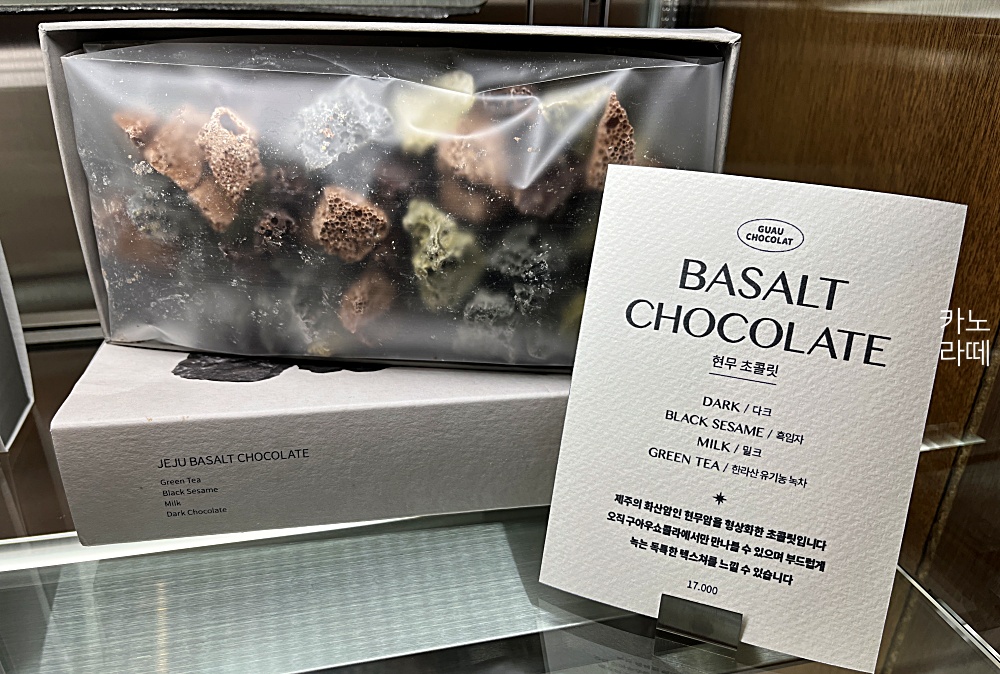 GUAU
CHOCOLAT
BASALT
CHOCOLATE
현무 초콜릿
DARK / 다크
BLACK SESAME / 흑임자
MILK / 밀크
GREEN TEA / 한라산 유기농 녹차
제주의 화산암인 현무암을 형상화한 초콜릿입니다
오직 구아우쇼콜라에서만 만나볼 수 있으며 부드럽게
녹는 독특한 텍스쳐를 느낄 수 있습니다
17.000
JEJU BASALT CHOCOLATE
Green Tea
Black Sesame
Milk
Dark Chocolate
카노
라떼